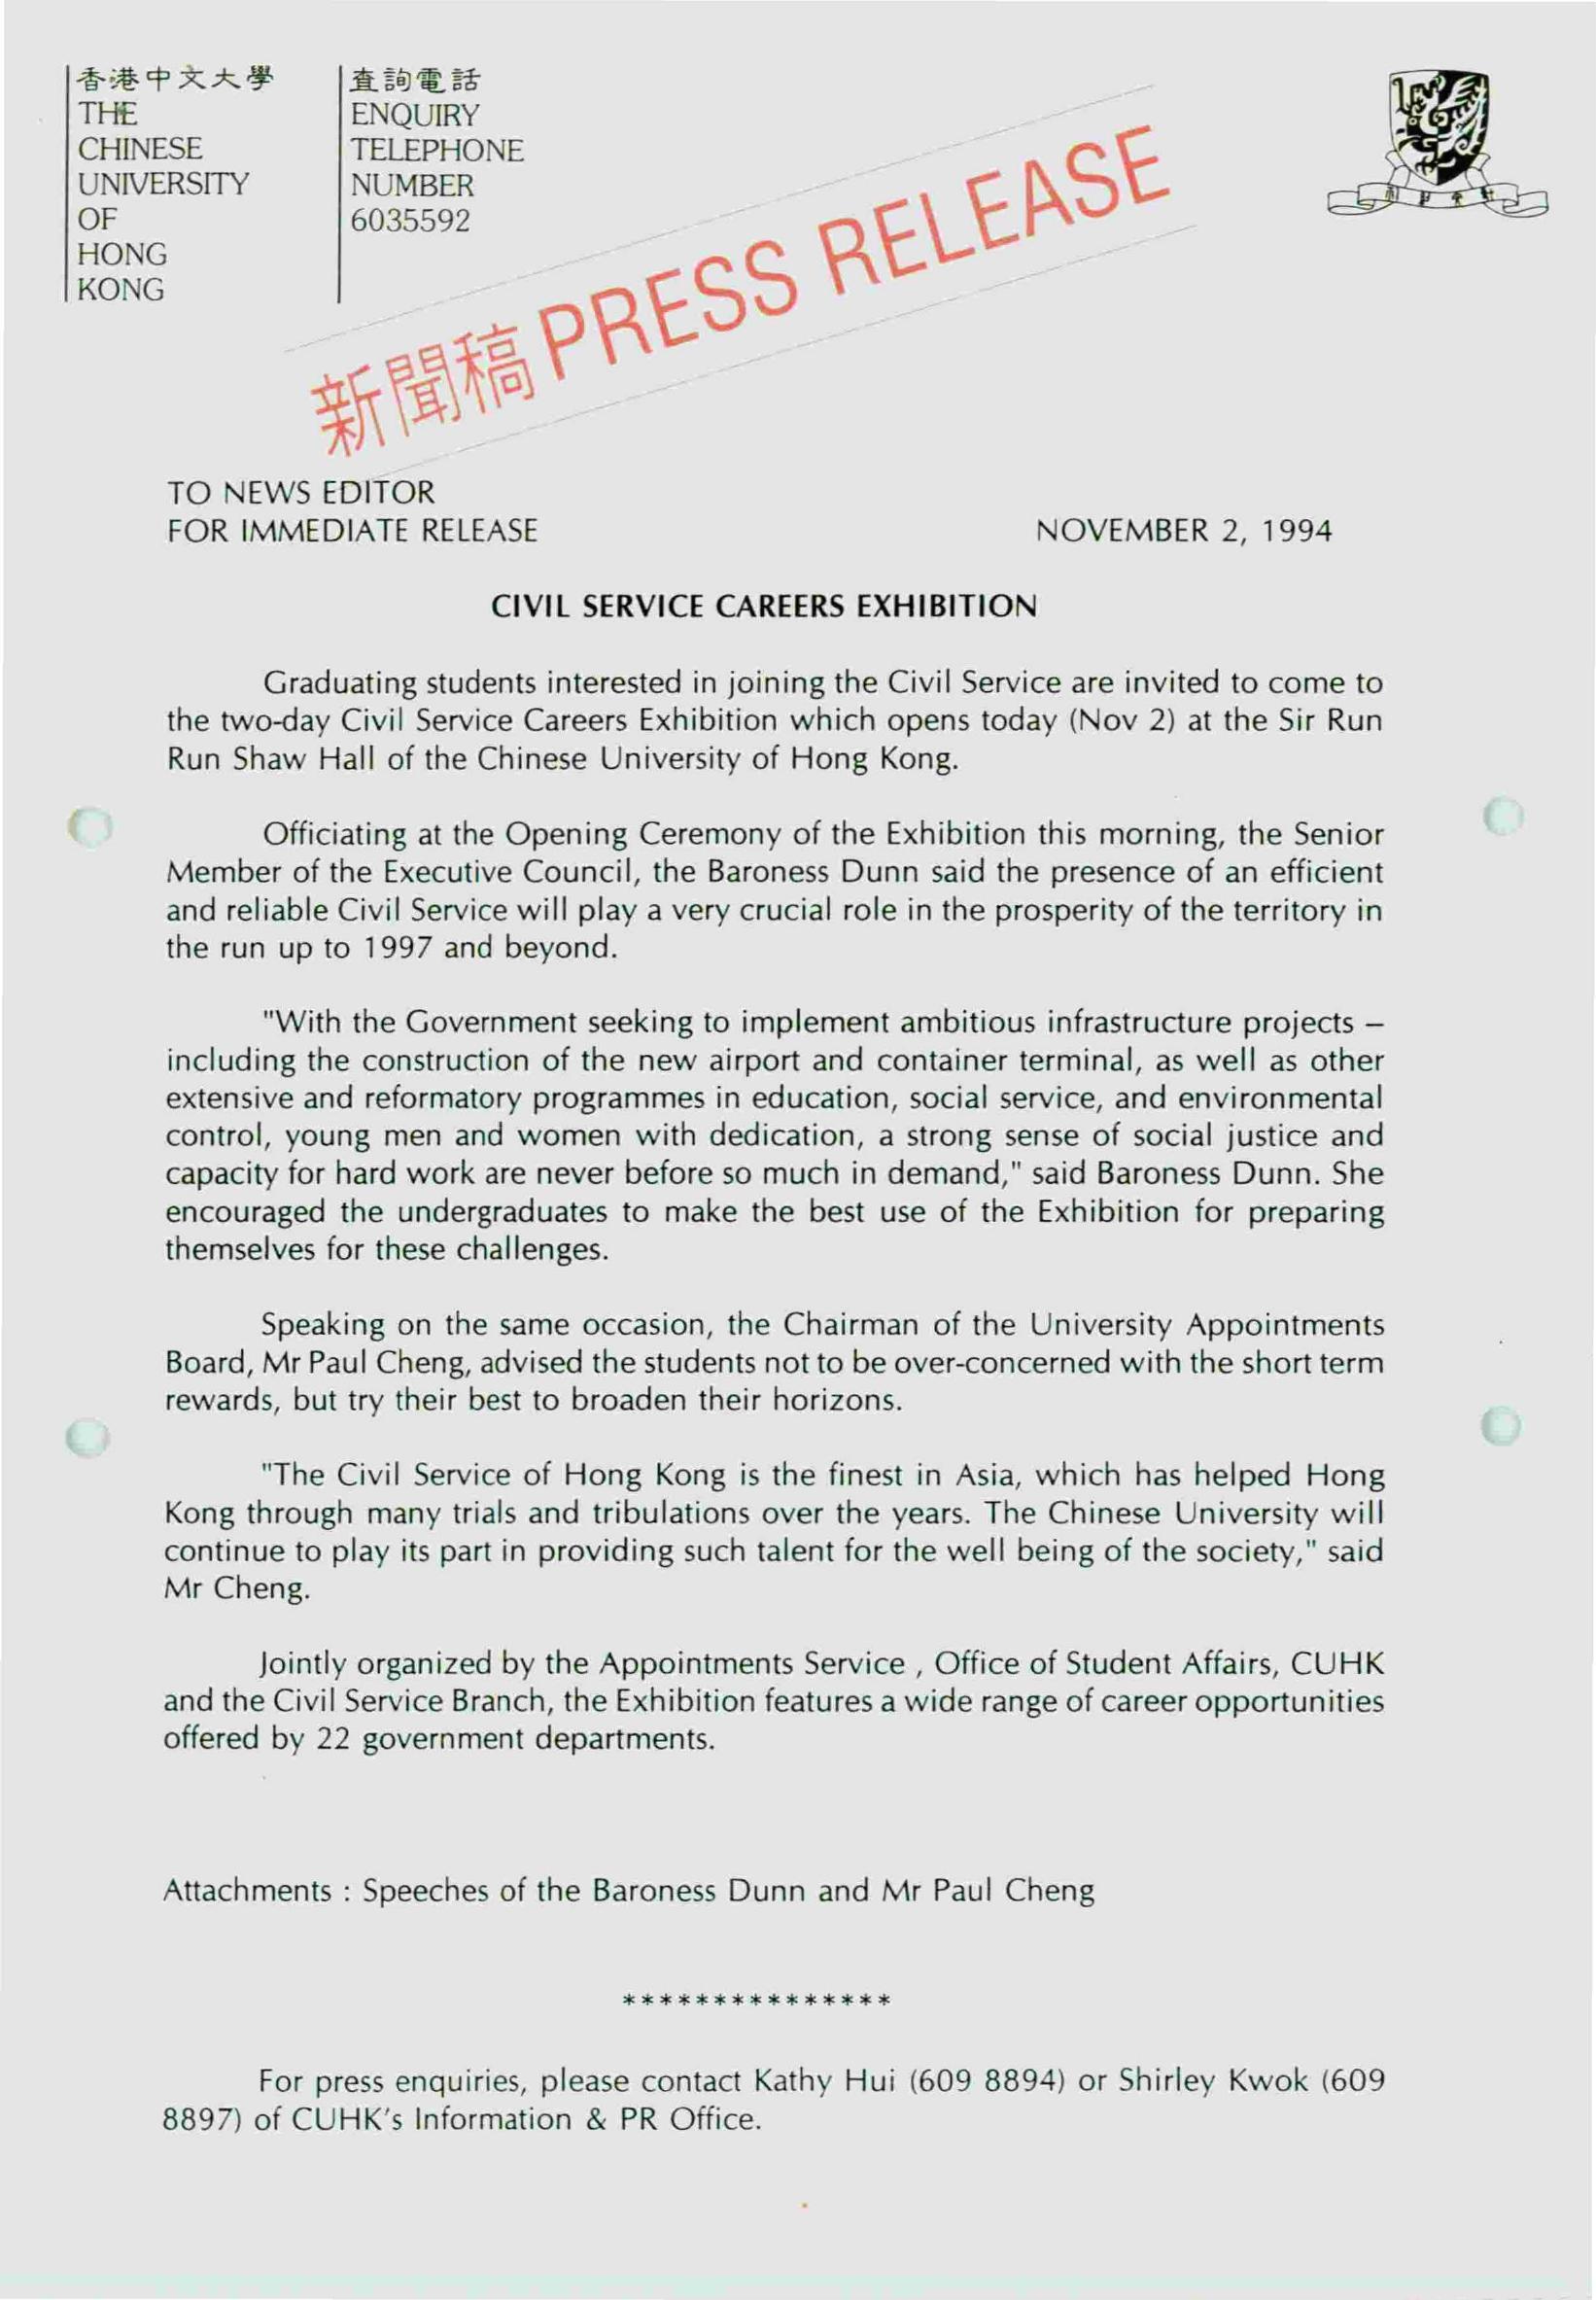 香港中文大學
THE
CHINESE
UNIVERSITY
OF
HONG
KONG
查詢電話
ENQUIRY
TELEPHONE
NUMBER
6035592
新聞稿 PRESS RELEASE
TO NEWS EDITOR
FOR IMMEDIATE RELEASE NOVEMBER 2, 1994
CIVIL SERVICE CAREERS EXHIBITION
Graduating students interested in joining the Civil Service are invited to come to
the two-day Civil Service Careers Exhibition which opens today (Nov 2) at the Sir Run
Run Shaw Hall of the Chinese University of Hong Kong.
Officiating at the Opening Ceremony of the Exhibition this morning, the Senior
Member of the Executive Council, the Baroness Dunn said the presence of an efficient
and reliable Civil Service will play a very crucial role in the prosperity of the territory in
the run up to 1997 and beyond.
"With the Government seeking to implement ambitious infrastructure projects –
including the construction of the new airport and container terminal, as well as other
extensive and reformatory programmes in education, social service, and environmental
control, young men and women with dedication, a strong sense of social justice and
capacity for hard work are never before so much in demand," said Baroness Dunn. She
encouraged the undergraduates to make the best use of the Exhibition for preparing
themselves for these challenges.
Speaking on the same occasion, the Chairman of the University Appointments
Board, Mr Paul Cheng, advised the students not to be over-concerned with the short term
rewards, but try their best to broaden their horizons.
"The Civil Service of Hong Kong is the finest in Asia, which has helped Hong
Kong through many trials and tribulations over the years. The Chinese University will
continue to play its part in providing such talent for the well being of the society," said
Mr Cheng.
Jointly organized by the Appointments Service , Office of Student Affairs, CUHK
and the Civil Service Branch, the Exhibition features a wide range of career opportunities
offered by 22 government departments.
Attachments : Speeches of the Baroness Dunn and Mr Paul Cheng
***************
For press enquiries, please contact Kathy Hui (609 8894) or Shirley Kwok (609
8897) of CUHK's Information & PR Office.